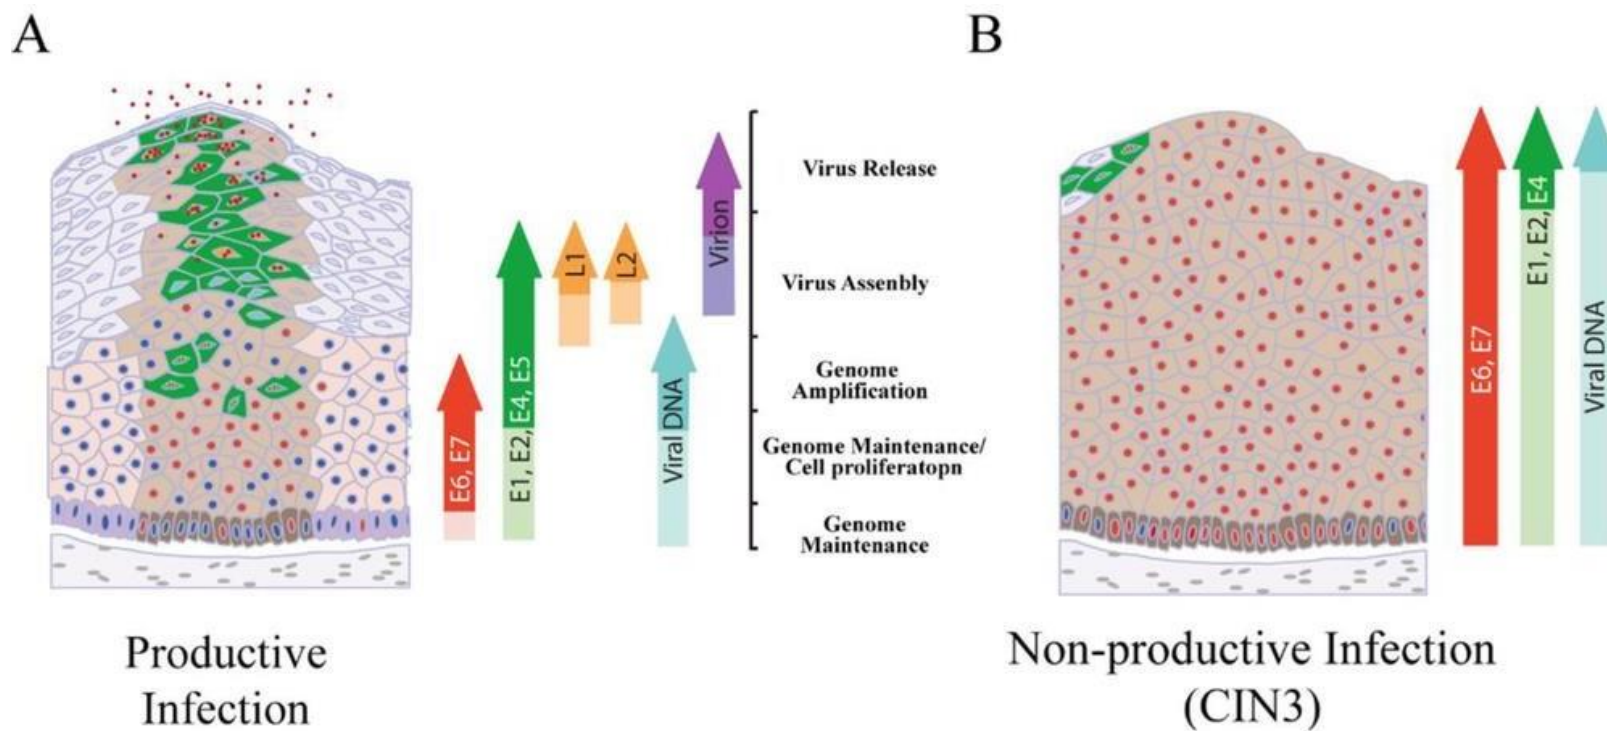 A
B
Virus Release
Virus Assenbly
Genome
Amplification
Genome Maintenance/
Cell proliferatopn
Genome
Maintenance
E6, E7
E1, E2, E4, E5
L1
L2
Viral DNA
Virion
E6, E7
E1, E2, E4
Viral DNA
Productive
Infection
Non-productive Infection
(CIN3)